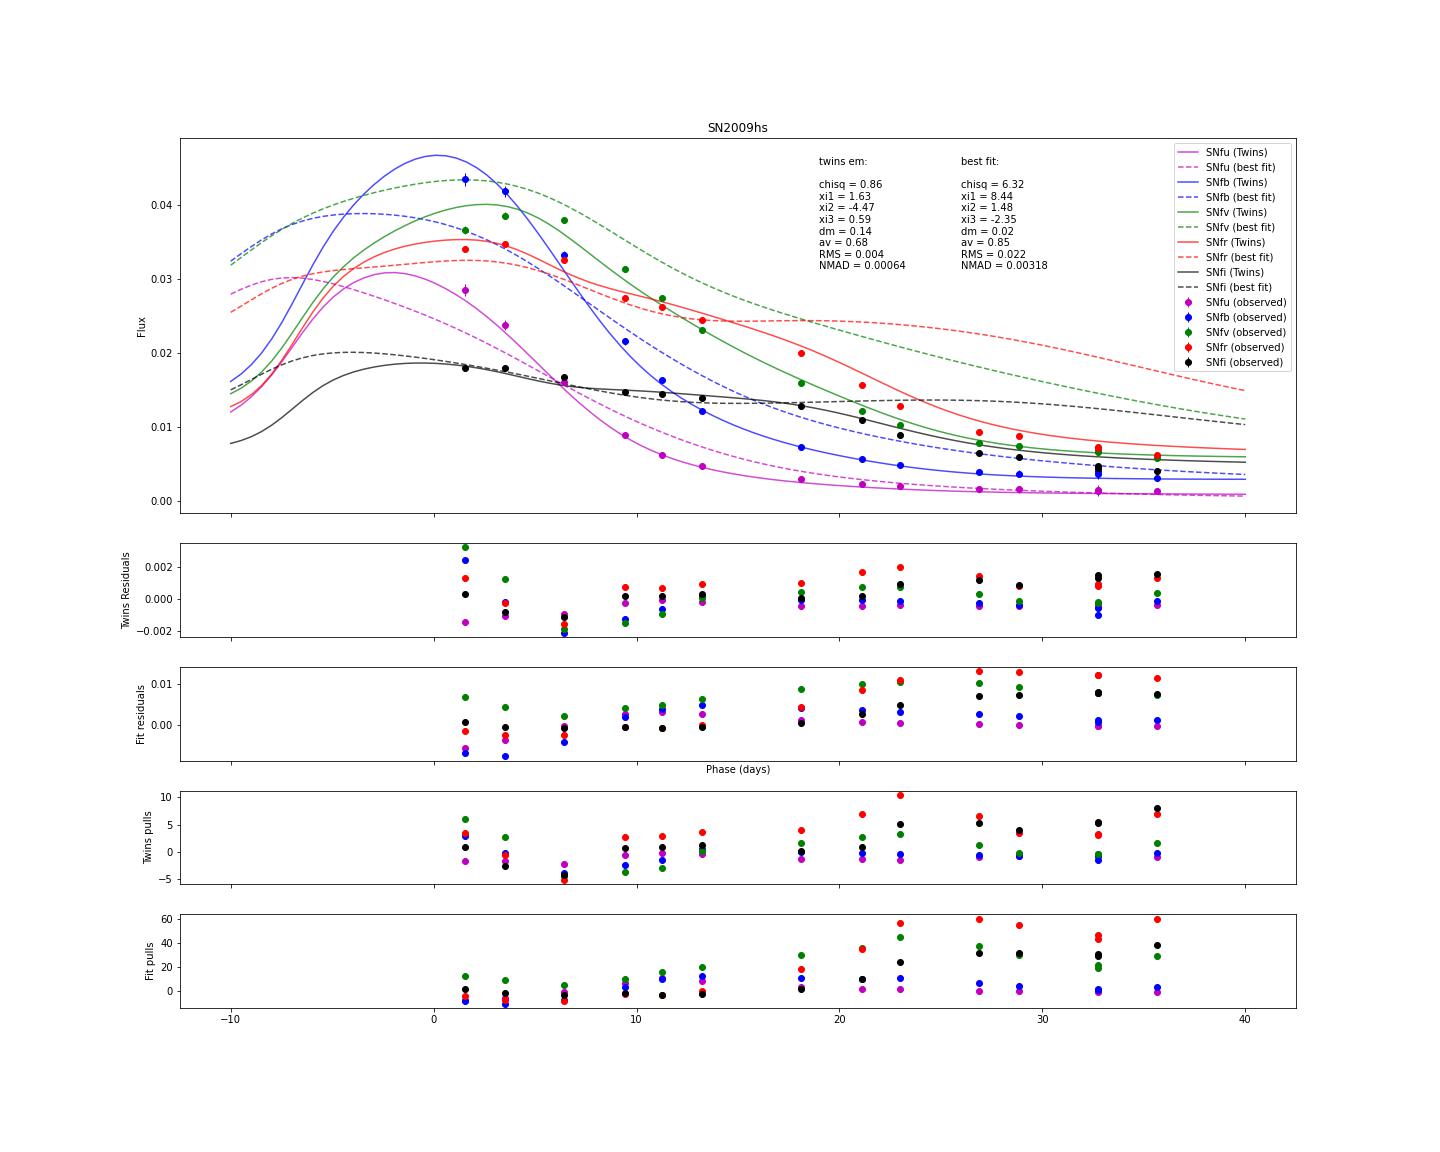 SN2009hs
twins em:
chisq = 0.86
xi1 = 1.63
xi2 = -4.47
xi3 = 0.59
dm = 0.14
av = 0.68
RMS = 0.004
NMAD = 0.00064
best fit:
chisq = 6.32
xi1 = 8.44
xi2 = 1.48
xi3 = -2.35
dm = 0.02
av = 0.85
RMS = 0.022
NMAD = 0.00318
SNfu (Twins)
SNfu (best fit)
SNfb (Twins)
SNfb (best fit)
SNfv (Twins)
SNfv (best fit)
SNfr (Twins)
SNfr (best fit)
SNfi (Twins)
SNfi (best fit)
SNfu (observed)
SNfb (observed)
SNfv (observed)
SNfr (observed)
SNfi (observed)
Flux
0.04
0.03
0.02
0.01
0.00
Twins Residuals
0.002
0.000
−0.002
Fit residuals
0.01
0.00
Phase (days)
Twins pulls
10
5
0
−5
Fit pulls
60
40
20
0
−10
0
10
20
30
40